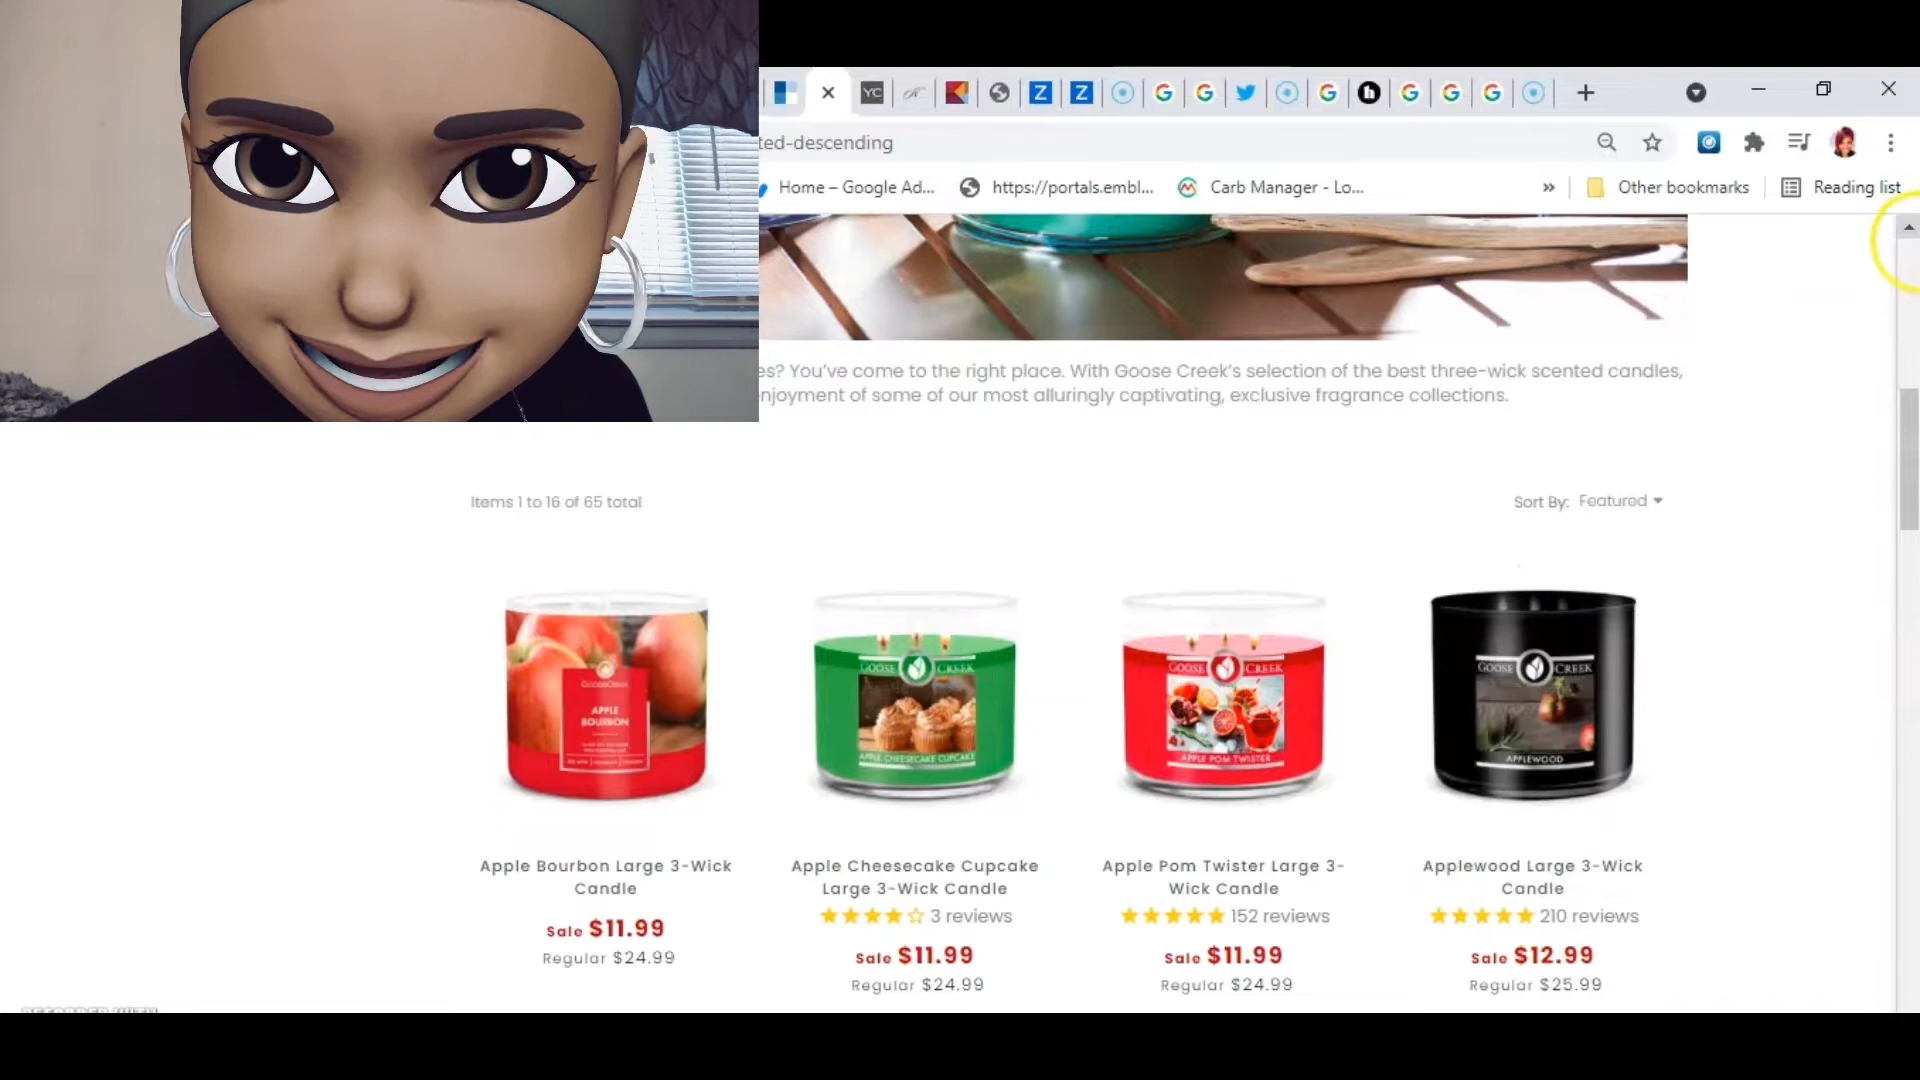 YC
Z Z
ted-descending
Home – Google Ad...
https://portals.embl...
Carb Manager - Lo...
»
Other bookmarks
Reading list
es? You've come to the right place. With Goose Creek's selection of the best three-wick scented candles,
njoyment of some of our most alluringly captivating, exclusive fragrance collections.
Items 1 to 16 of 65 total
Sort By: Featured
GOOSE CREEK
APPLE
BOURBON
GOOSE CREEK
APPLE CHEESECAKE CUPCAKE
GOOSE CREEK
APPLE POM TWISTER
GOOSE CREEK
APPLEWOOD
Apple Bourbon Large 3-Wick
Candle
Sale $11.99
Regular $24.99
Apple Cheesecake Cupcake
Large 3-Wick Candle
3 reviews
Sale $11.99
Regular $24.99
Apple Pom Twister Large 3-
Wick Candle
152 reviews
Sale $11.99
Regular $24.99
Applewood Large 3-Wick
Candle
210 reviews
Sale $12.99
Regular $25.99